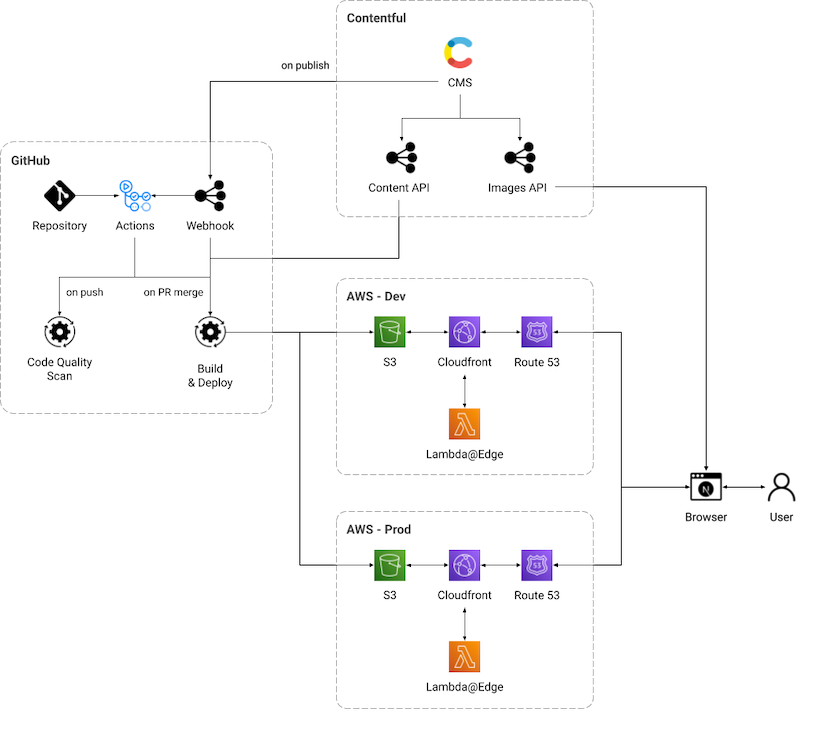 Contentful
on publish
CMS
GitHub
Content API
Images API
Repository
Actions
Webhook
on push
on PR merge
AWS - Dev
Code Quality
Scan
Build
& Deploy
S3
Cloudfront
53
Route 53
Lambda@Edge
N
Browser
User
AWS - Prod
S3
Cloudfront
53
Route 53
Lambda@Edge